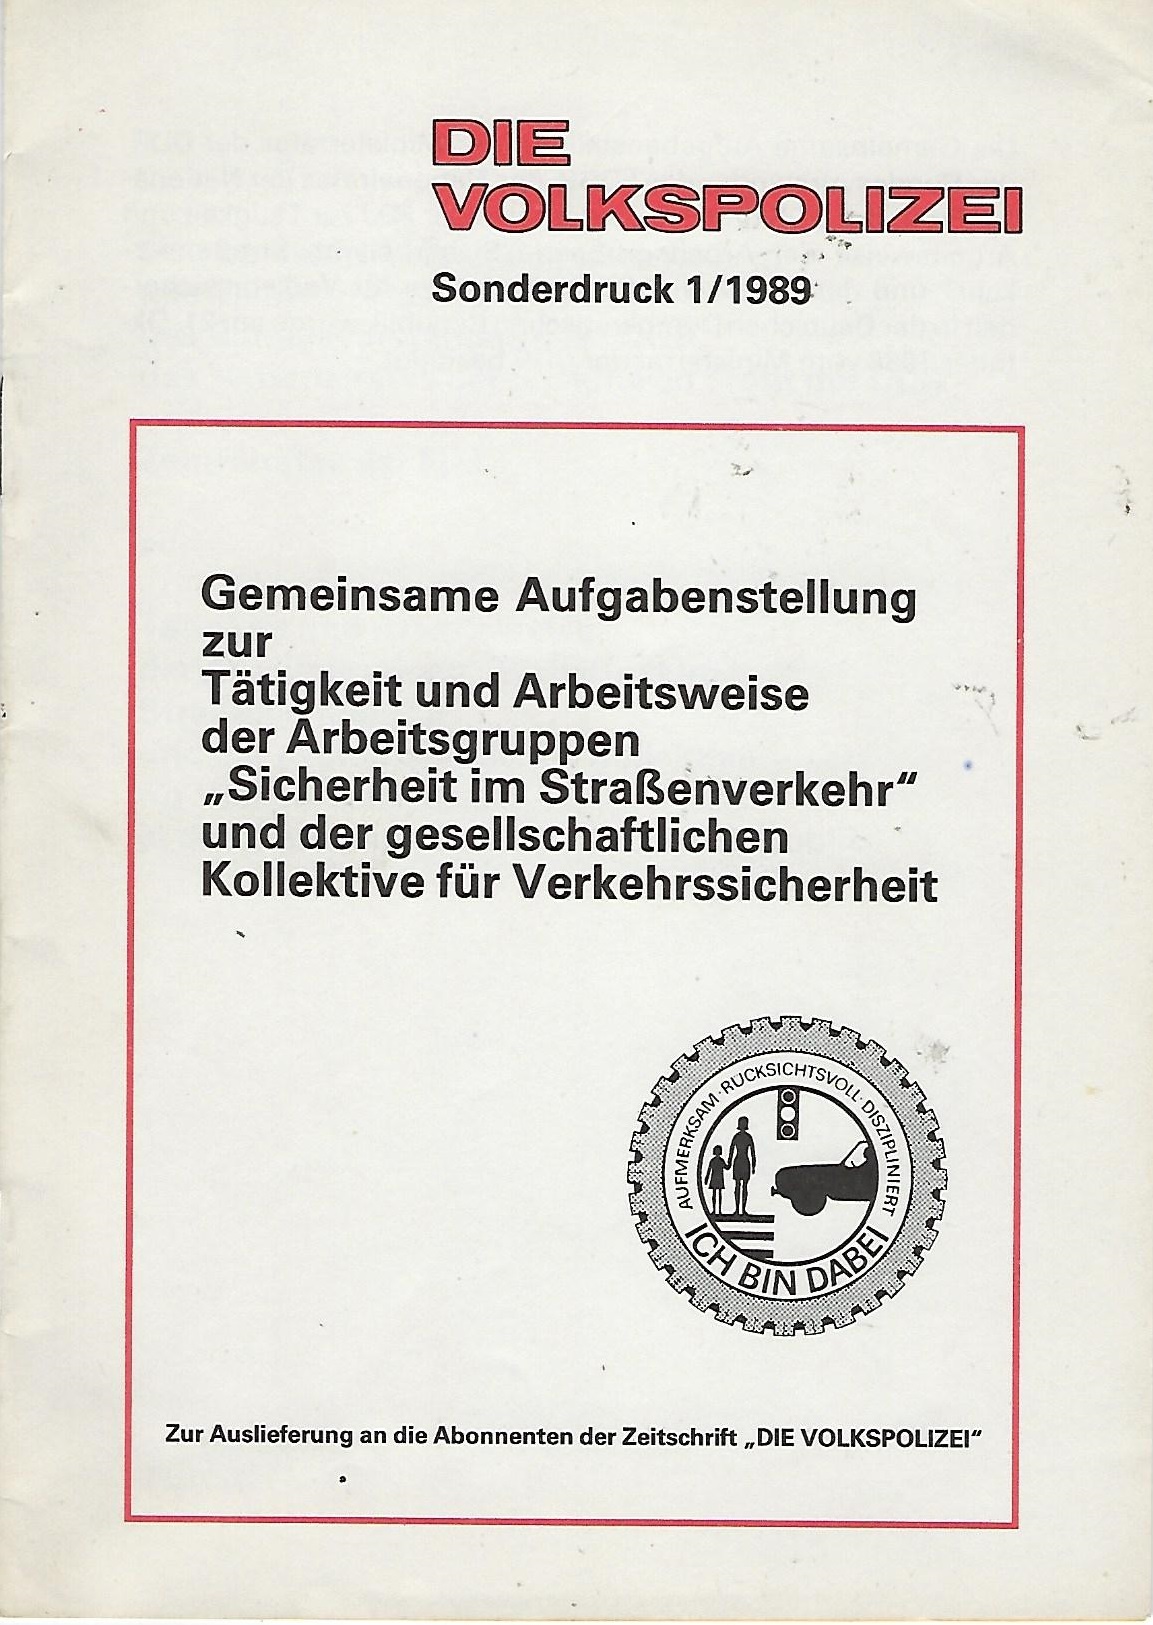 DIE
VOLKSPOLIZEI
Sonderdruck 1/1989
Gemeinsame Aufgabenstellung
zur
Tätigkeit und Arbeitsweise
der Arbeitsgruppen
„Sicherheit im Straßenverkehr“
und der gesellschaftlichen
Kollektive für Verkehrssicherheit
AUFMERKSAM·RÜCKSICHTSVOLL·DISZIPLINIERT
ICH BIN DABEI
Zur Auslieferung an die Abonnenten der Zeitschrift „DIE VOLKSPOLIZEI“